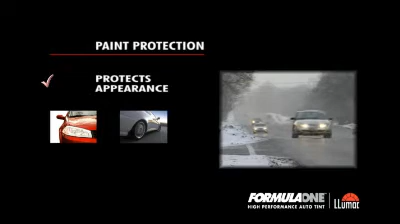 PAINT PROTECTION
PROTECTS
APPEARANCE
FORMULAONE
HIGH PERFORMANCE AUTO TINT
LLumar